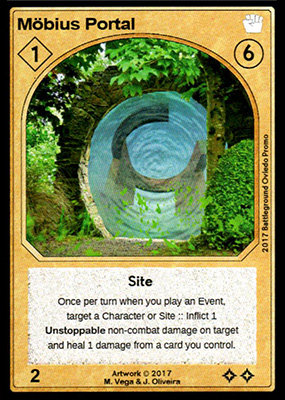 Möbius Portal
1
6
2017 Battleground Oviedo Promo
Site
Once per turn when you play an Event,
target a Character or Site :: Inflict 1
Unstoppable non-combat damage on target
and heal 1 damage from a card you control.
2
Artwork © 2017
M. Vega & J. Oliveira